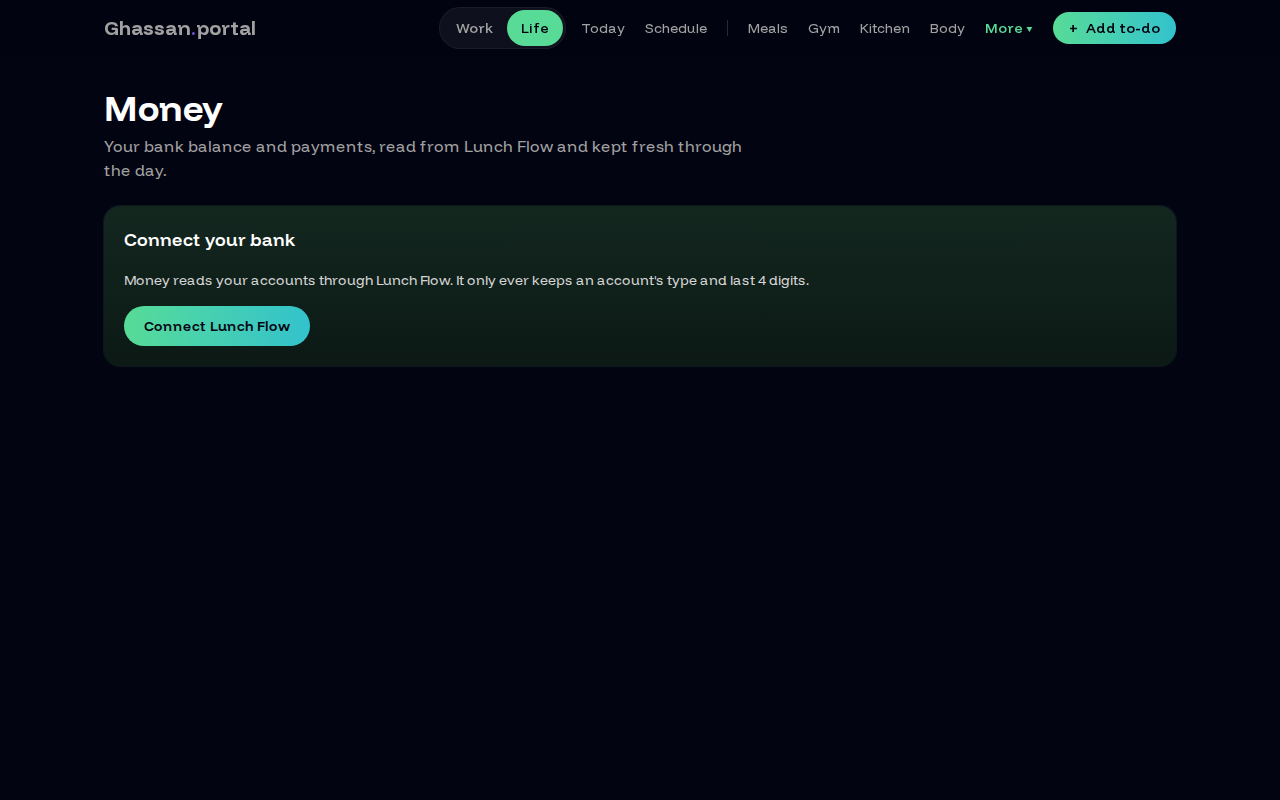 Ghassan.portal
Work Life Today Schedule Meals Gym Kitchen Body More ▾ + Add to-do
Money
Your bank balance and payments, read from Lunch Flow and kept fresh through
the day.
Connect your bank
Money reads your accounts through Lunch Flow. It only ever keeps an account's type and last 4 digits.
Connect Lunch Flow